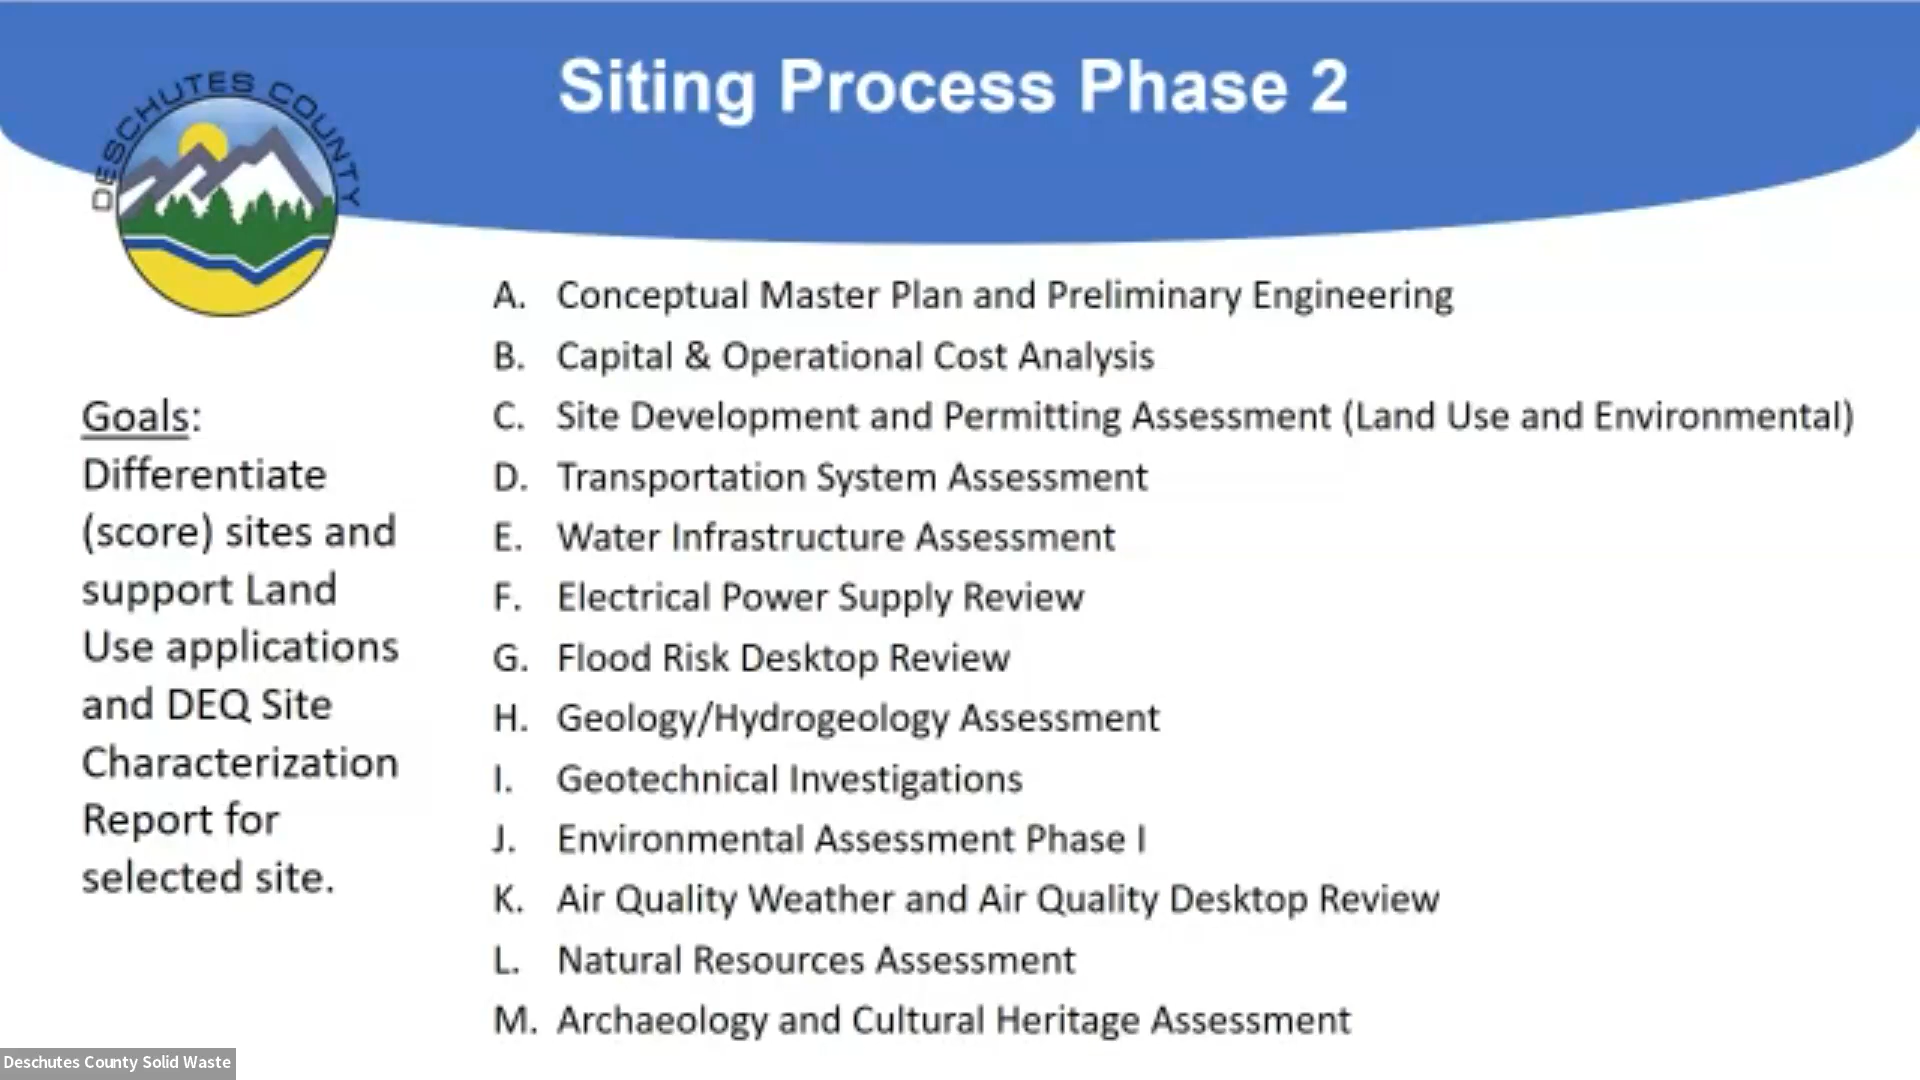 Siting Process Phase 2
DESCHUTES COUNTY
Goals:
Differentiate
(score) sites and
support Land
Use applications
and DEQ Site
Characterization
Report for
selected site.
A. Conceptual Master Plan and Preliminary Engineering
B. Capital & Operational Cost Analysis
C. Site Development and Permitting Assessment (Land Use and Environmental)
D. Transportation System Assessment
E. Water Infrastructure Assessment
F. Electrical Power Supply Review
G. Flood Risk Desktop Review
H. Geology/Hydrogeology Assessment
I. Geotechnical Investigations
J. Environmental Assessment Phase I
K. Air Quality Weather and Air Quality Desktop Review
L. Natural Resources Assessment
M. Archaeology and Cultural Heritage Assessment
Deschutes County Solid Waste